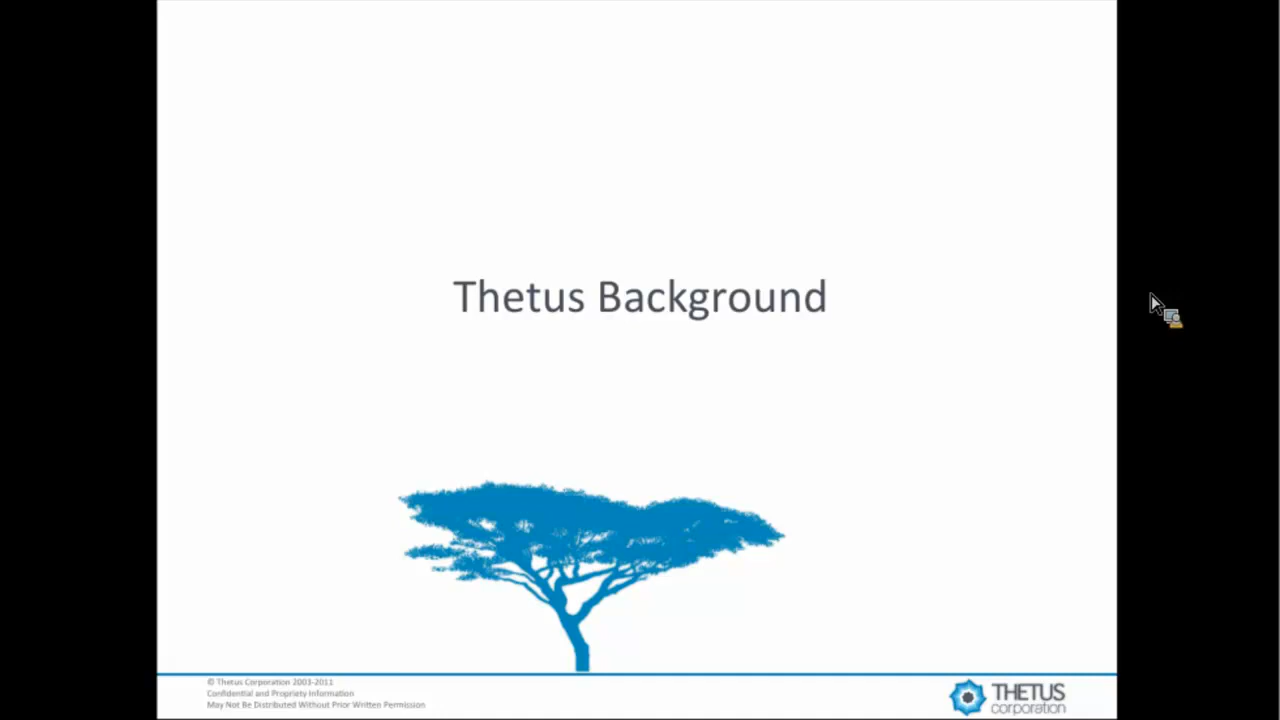 Thetus Background
© Thetus Corporation 2003-2011
Confidential and Propriety Information
May Not Be Distributed Without Prior Written Permission
THETUS
corporation